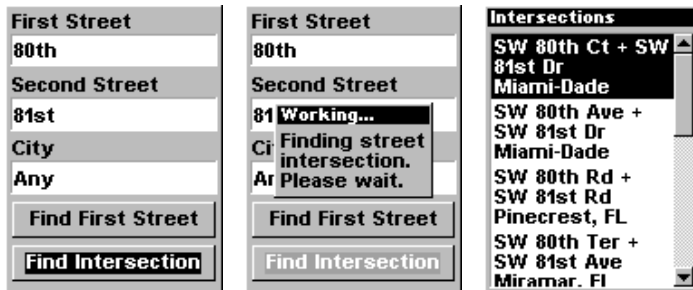 First Street
80th
Second Street
81st
City
Any
Find First Street
Find Intersection
First Street
80th
Second Street
81
Working...
Finding street
intersection.
Please wait.
Find First Street
Find Intersection
Intersections
SW 80th Ct + SW
81st Dr
Miami-Dade
SW 80th Ave +
SW 81st Dr
Miami-Dade
SW 80th Rd +
SW 81st Rd
Pinecrest, FL
SW 80th Ter +
SW 81st Ave
Miramar, FL